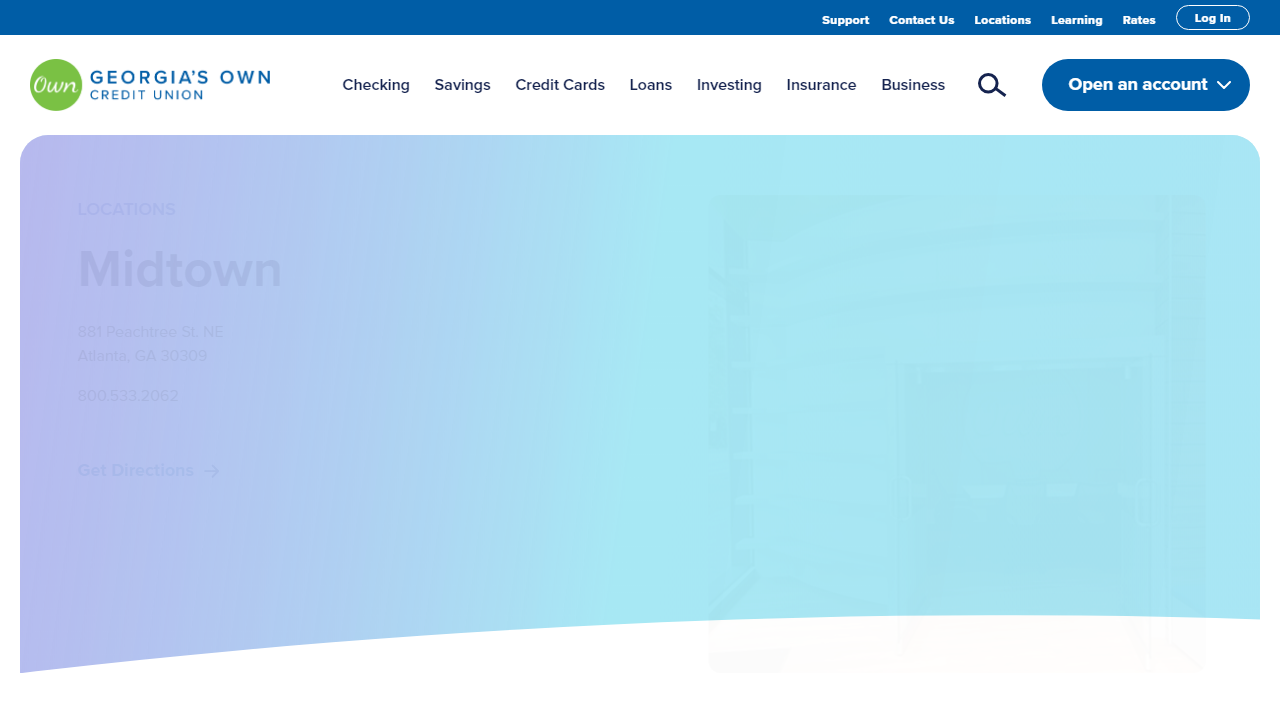 Support Contact Us Locations Learning Rates Log In
Own GEORGIA'S OWN
CREDIT UNION
Checking Savings Credit Cards Loans Investing Insurance Business
Open an account
LOCATIONS
Midtown
881 Peachtree St. NE
Atlanta, GA 30309
800.533.2062
Get Directions